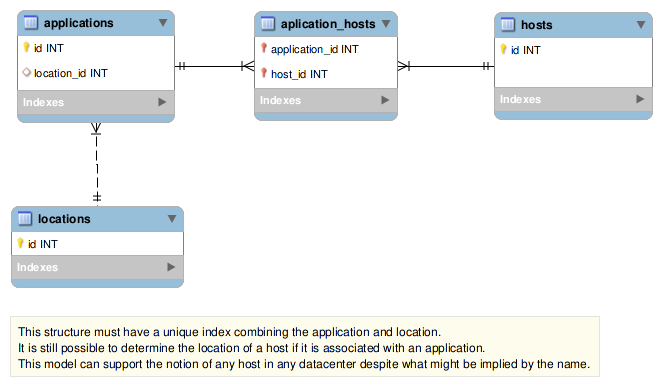 applications
id INT
location_id INT
Indexes
aplication_hosts
application_id INT
host_id INT
Indexes
hosts
id INT
Indexes
locations
id INT
Indexes
This structure must have a unique index combining the application and location.
It is still possible to determine the location of a host if it is associated with an application.
This model can support the notion of any host in any datacenter despite what might be implied by the name.